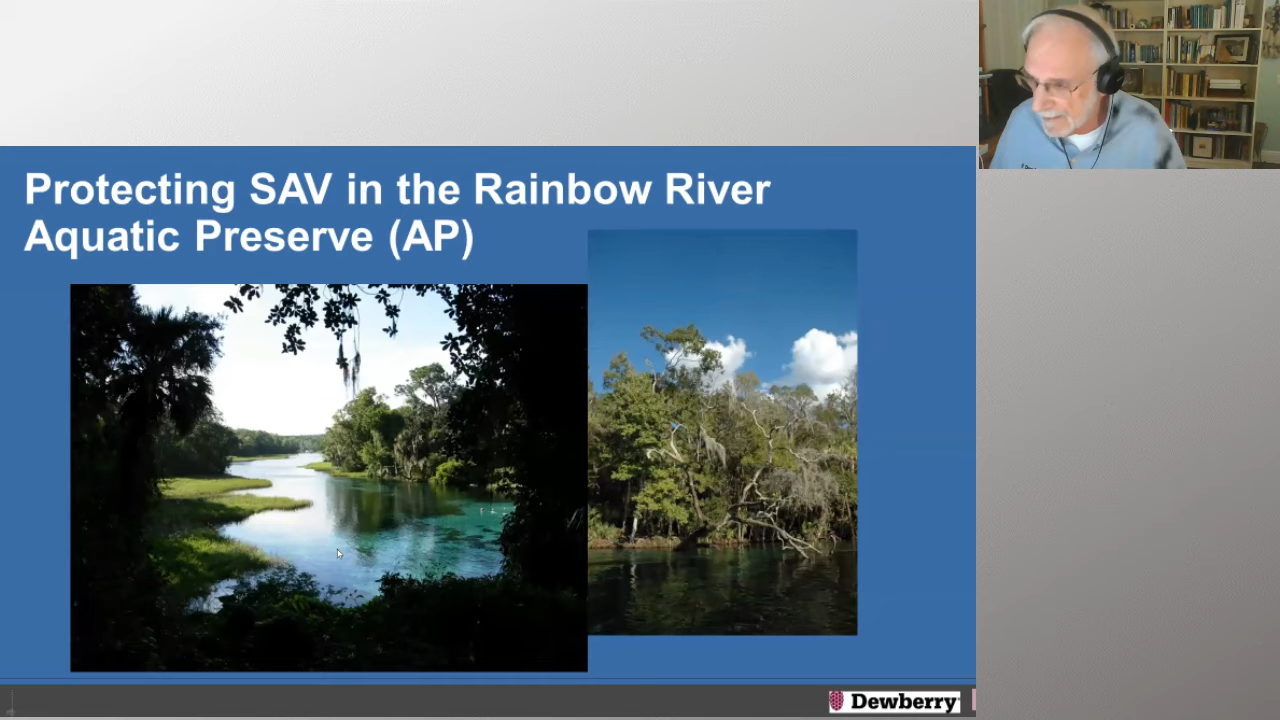 Protecting SAV in the Rainbow River
Aquatic Preserve (AP)
Dewberry